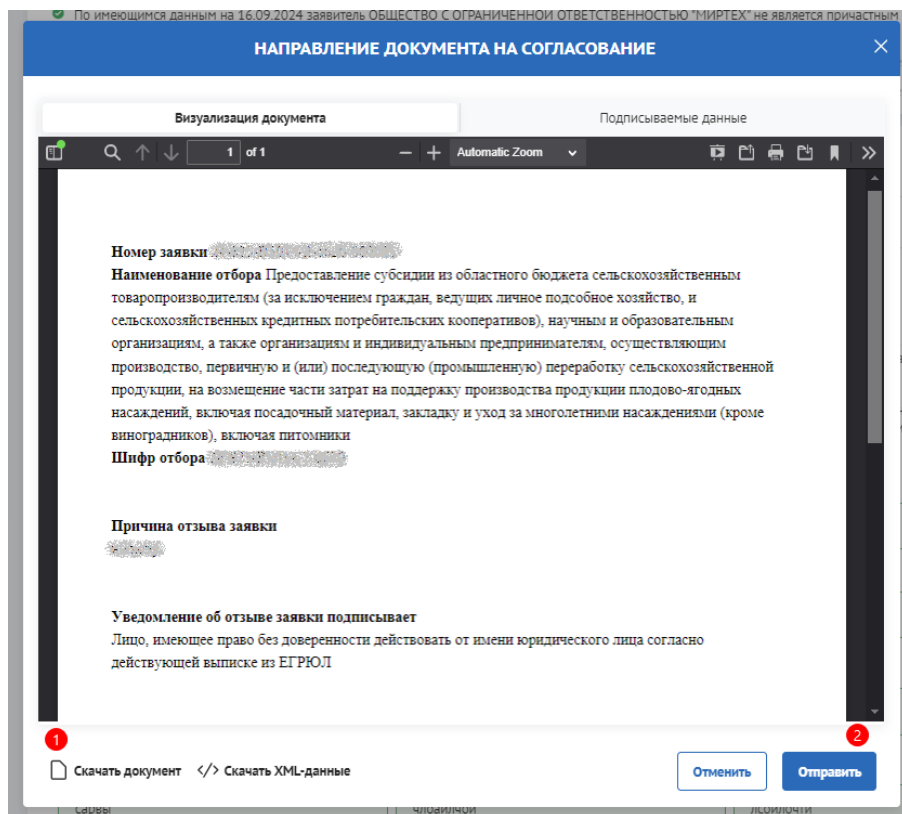 По имеющимся данным на 16.09.2024 заявитель ОБЩЕСТВО С ОГРАНИЧЕННОЙ ОТВЕТСТВЕННОСТЬЮ "МИРТЕХ" не является причастным
НАПРАВЛЕНИЕ ДОКУМЕНТА НА СОГЛАСОВАНИЕ
Визуализация документа Подписываемые данные
1 of 1 Automatic Zoom
Номер заявки
Наименование отбора Предоставление субсидии из областного бюджета сельскохозяйственным
товаропроизводителям (за исключением граждан, ведущих личное подсобное хозяйство, и
сельскохозяйственных кредитных потребительских кооперативов), научным и образовательным
организациям, а также организациям и индивидуальным предпринимателям, осуществляющим
производство, первичную и (или) последующую (промышленную) переработку сельскохозяйственной
продукции, на возмещение части затрат на поддержку производства продукции плодово-ягодных
насаждений, включая посадочный материал, закладку и уход за многолетними насаждениями (кроме
виноградников), включая питомники
Шифр отбора
Причина отзыва заявки
Уведомление об отзыве заявки подписывает
Лицо, имеющее право без доверенности действовать от имени юридического лица согласно
действующей выписке из ЕГРЮЛ
1 2
Скачать документ </> Скачать XML-данные Отменить Отправить